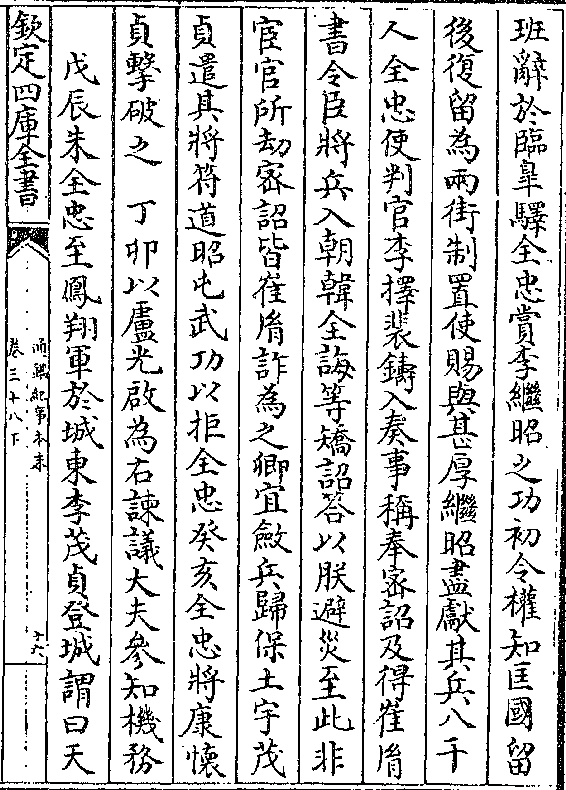 班辭於臨臯驛全忠賞李繼昭之功初令權知匡國留
後復留為兩街制置使賜與甚厚繼昭盡獻其兵八千
人全忠使判官李擇裴鑄入奏事稱奉密詔及得崔胤
書令臣將兵入朝韓全誨等矯詔答以朕避災至此非
宦官所劫密詔皆崔胤詐為之卿宜斂兵歸保土宇茂
貞遣其將符道昭屯武功以拒全忠癸亥全忠將康懷
貞擊破之　丁卯以盧光啟為右諫議大夫參知機務
戊辰朱全忠至鳳翔軍於城東李茂貞登城謂曰天
欽定四庫全書
通鑑紀事本末
卷三十八下
十六